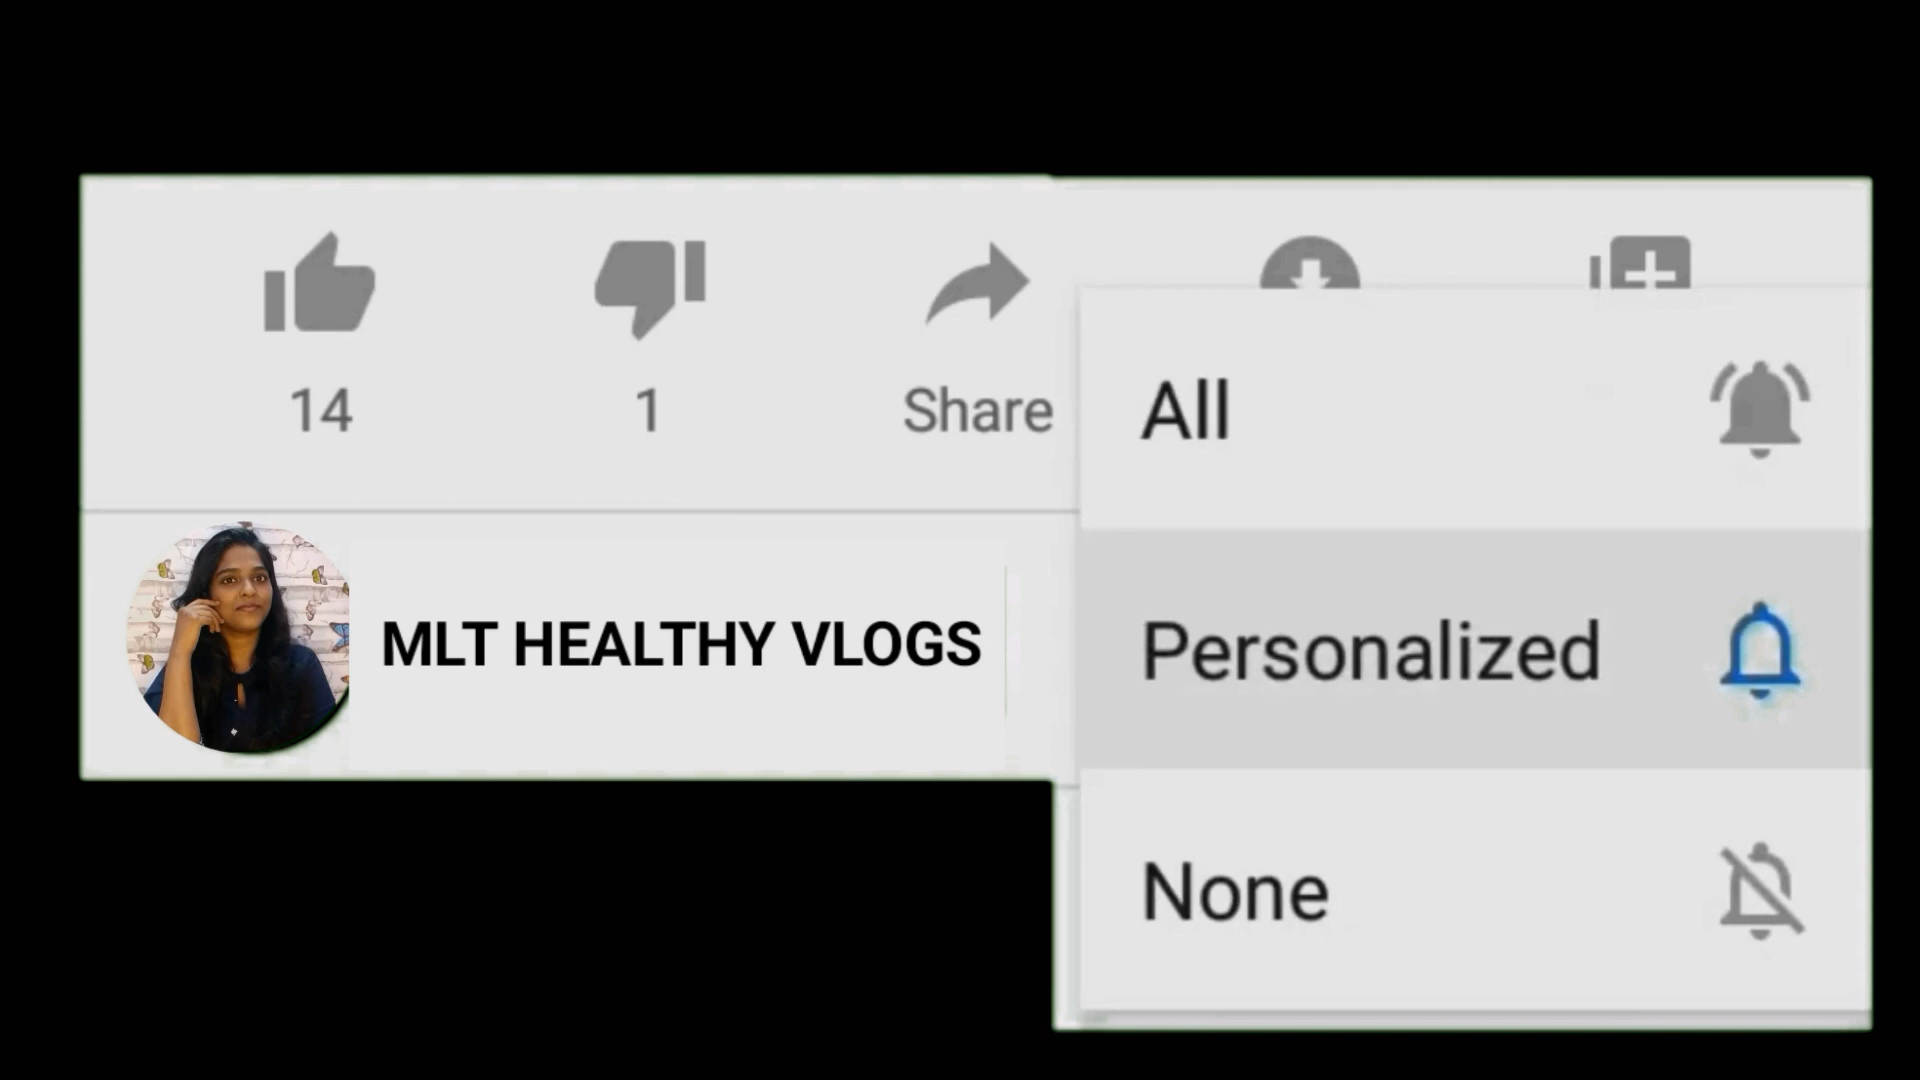 14
1
Share
All
MLT HEALTHY VLOGS
Personalized
None